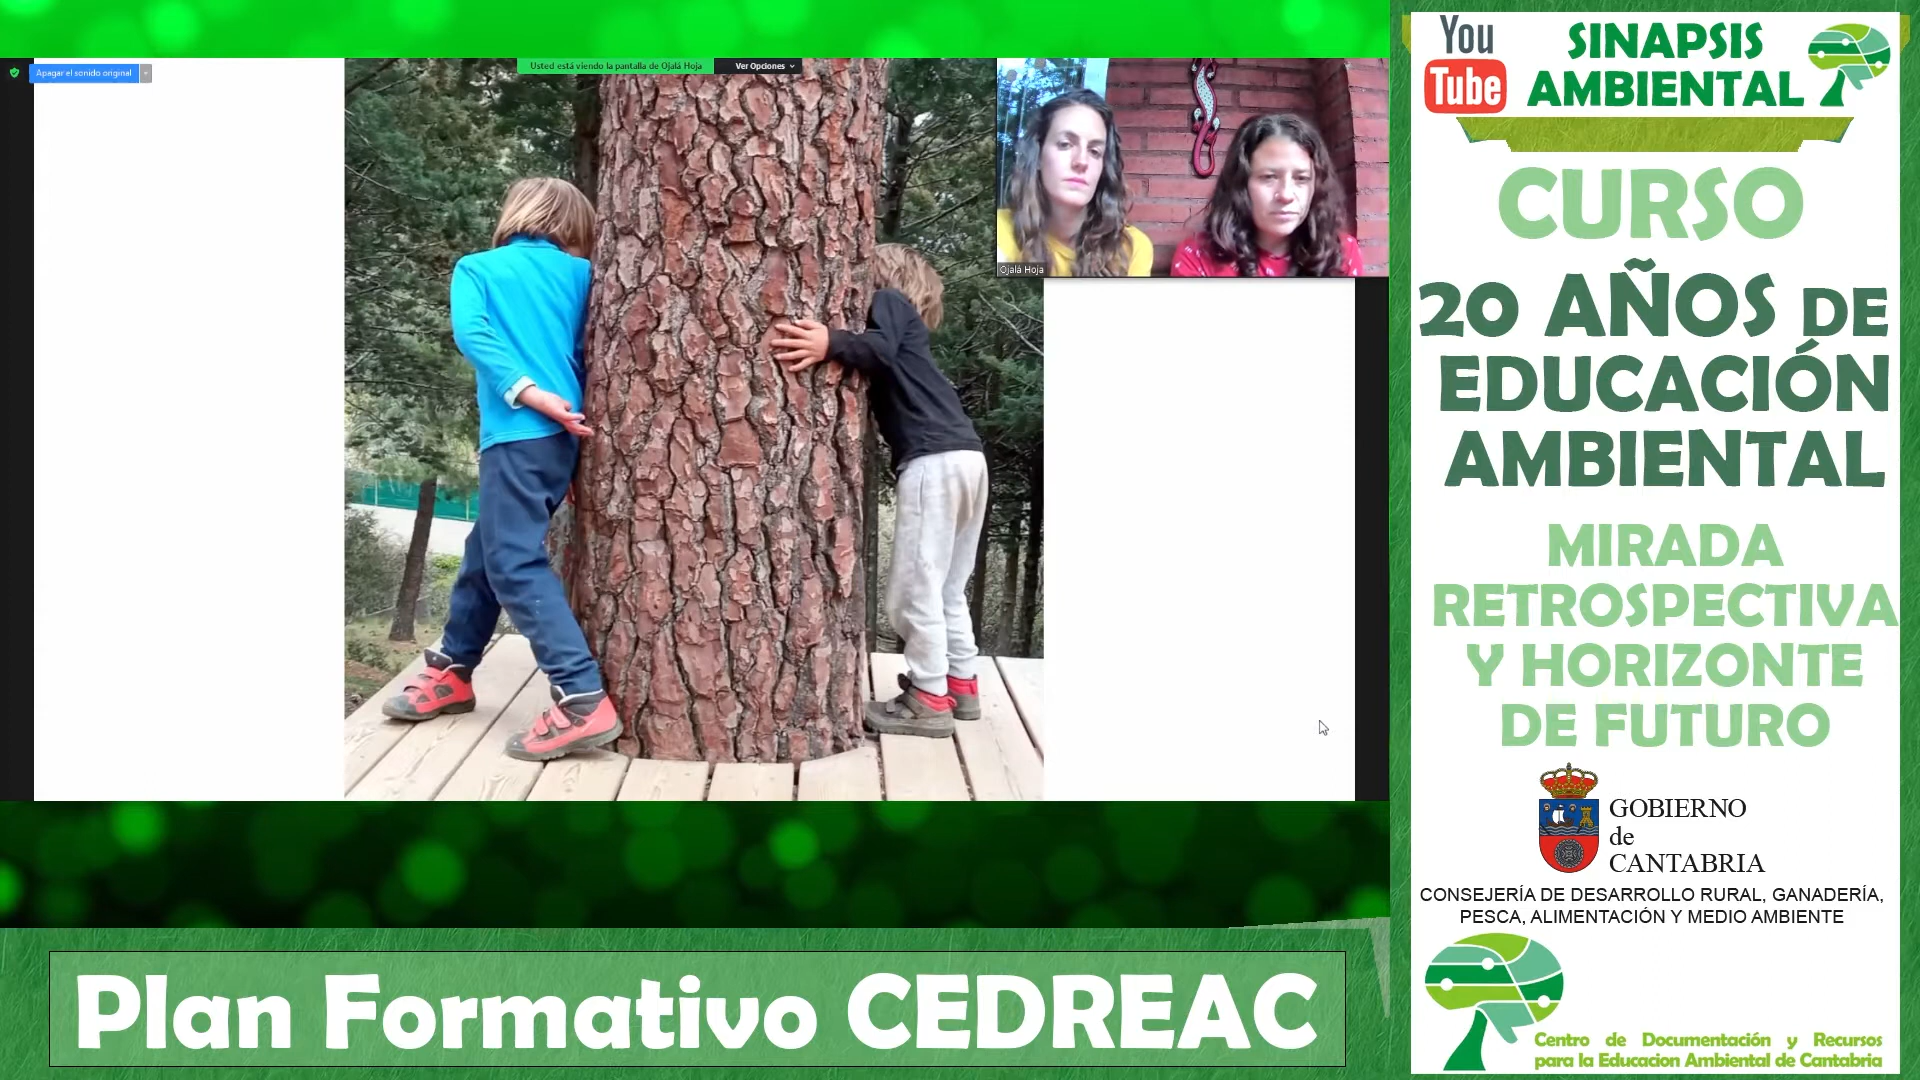 Apagar el sonido original
Usted está viendo la pantalla de Ojalá Hoja
Ver Opciones
Ojalá Hoja
You
Tube
SINAPSIS
AMBIENTAL
CURSO
20 AÑOS DE
EDUCACIÓN
AMBIENTAL
MIRADA
RETROSPECTIVA
Y HORIZONTE
DE FUTURO
GOBIERNO
de
CANTABRIA
CONSEJERÍA DE DESARROLLO RURAL, GANADERÍA,
PESCA, ALIMENTACIÓN Y MEDIO AMBIENTE
Centro de Documentación y Recursos
para la Educacion Ambiental de Cantabria
Plan Formativo CEDREAC